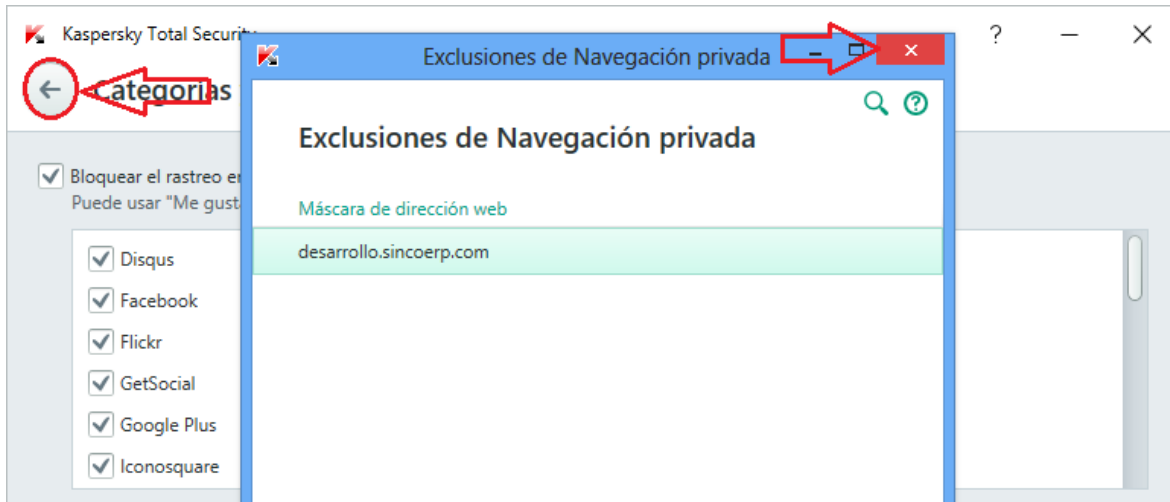 Kaspersky Total Security
Categorías
Bloquear el rastreo e
Puede usar "Me gust
Disqus
Facebook
Flickr
GetSocial
Google Plus
Iconosquare
Exclusiones de Navegación privada
Exclusiones de Navegación privada
Máscara de dirección web
desarrollo.sincoerp.com